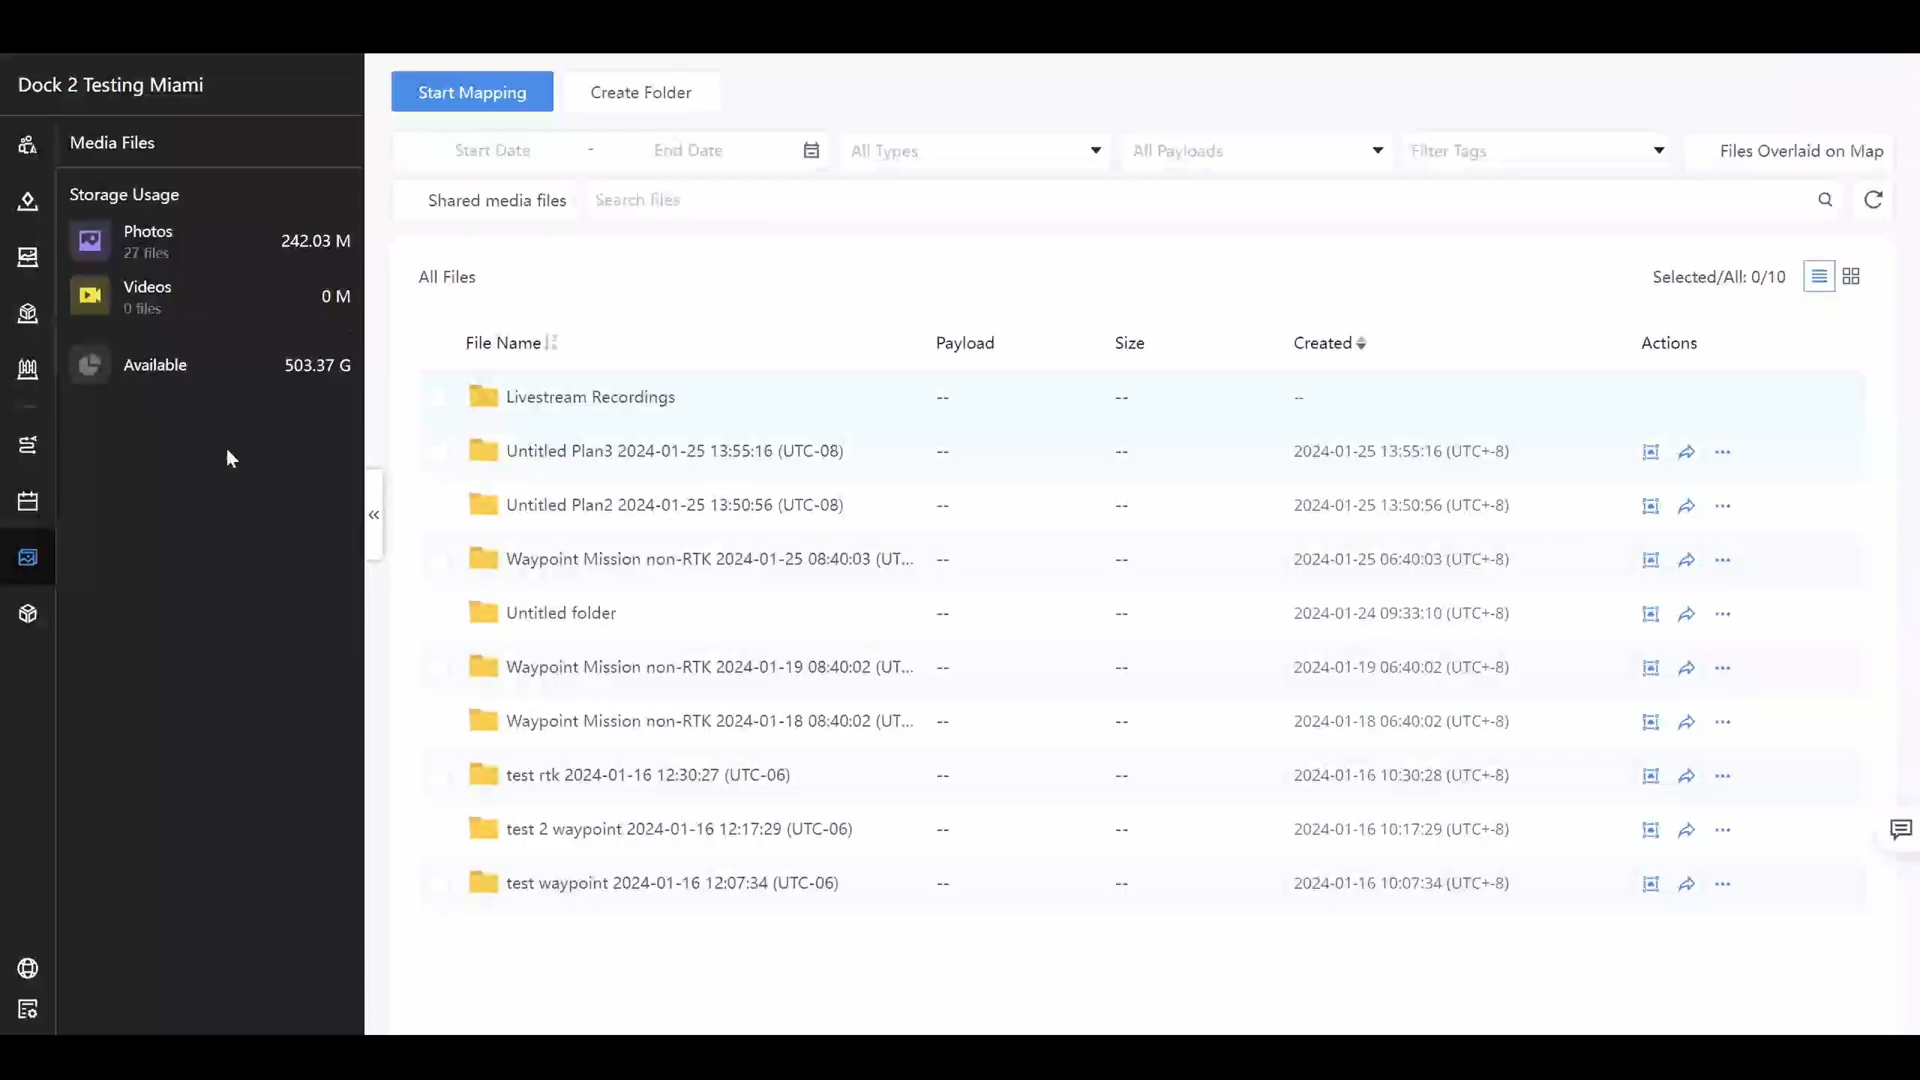 Dock 2 Testing Miami
Media Files
Storage Usage
Photos
27 files
242.03 M
Videos
0 files
0 M
Available
503.37 G
Start Mapping
Create Folder
Start Date - End Date
All Types
All Payloads
Filter Tags
Files Overlaid on Map
Shared media files
Search files
All Files
Selected/All: 0/10
File Name Payload Size Created Actions
Livestream Recordings -- -- --
Untitled Plan3 2024-01-25 13:55:16 (UTC-08) -- -- 2024-01-25 13:55:16 (UTC+-8)
Untitled Plan2 2024-01-25 13:50:56 (UTC-08) -- -- 2024-01-25 13:50:56 (UTC+-8)
Waypoint Mission non-RTK 2024-01-25 08:40:03 (UT... -- -- 2024-01-25 06:40:03 (UTC+-8)
Untitled folder -- -- 2024-01-24 09:33:10 (UTC+-8)
Waypoint Mission non-RTK 2024-01-19 08:40:02 (UT... -- -- 2024-01-19 06:40:02 (UTC+-8)
Waypoint Mission non-RTK 2024-01-18 08:40:02 (UT... -- -- 2024-01-18 06:40:02 (UTC+-8)
test rtk 2024-01-16 12:30:27 (UTC-06) -- -- 2024-01-16 10:30:28 (UTC+-8)
test 2 waypoint 2024-01-16 12:17:29 (UTC-06) -- -- 2024-01-16 10:17:29 (UTC+-8)
test waypoint 2024-01-16 12:07:34 (UTC-06) -- -- 2024-01-16 10:07:34 (UTC+-8)